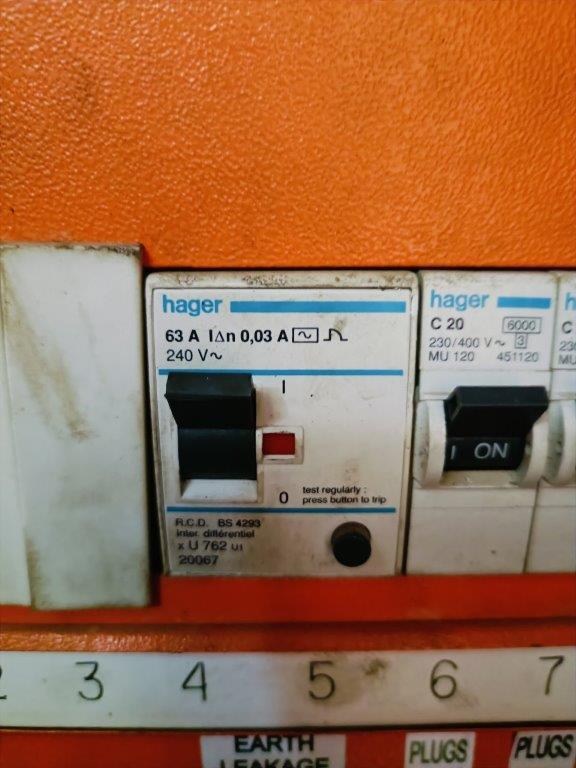 hager
63 A IΔn 0,03 A
240 V~
I
0
test regularly :
press button to trip
R.C.D. BS 4293
inter. différentiel
x U 762 U1
20067
hager
C 20 6000
230/400 V~ 3
MU 120 451120
I ON
h
C
230
MU
3 4 5 6 7
EARTH
LEAKAGE
PLUGS
PLUGS